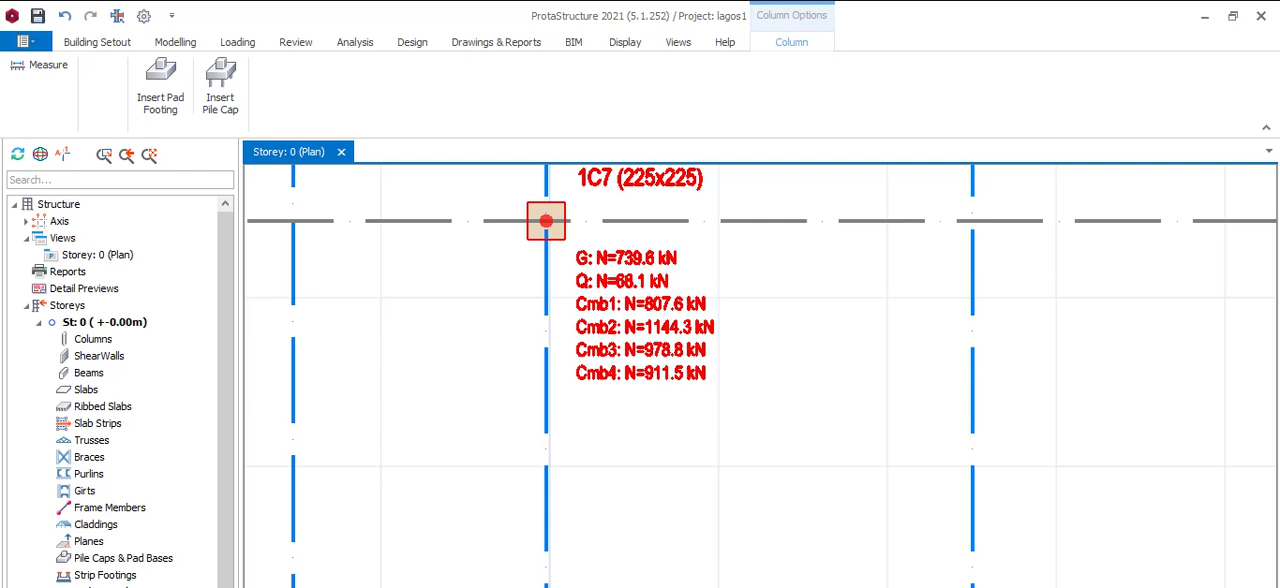 ProtaStructure 2021 (5.1.252) / Project: lagos1
Column Options
Building Setout
Modelling
Loading
Review
Analysis
Design
Drawings & Reports
BIM
Display
Views
Help
Column
Measure
Insert Pad
Footing
Insert
Pile Cap
Storey: 0 (Plan)
Search...
Structure
Axis
Views
Storey: 0 (Plan)
Reports
Detail Previews
Storeys
St: 0 ( +-0.00m)
Columns
ShearWalls
Beams
Slabs
Ribbed Slabs
Slab Strips
Trusses
Braces
Purlins
Girts
Frame Members
Claddings
Planes
Pile Caps & Pad Bases
Strip Footings
1C7 (225x225)
G: N=739.6 kN
Q: N=68.1 kN
Cmb1: N=807.6 kN
Cmb2: N=1144.3 kN
Cmb3: N=978.8 kN
Cmb4: N=911.5 kN